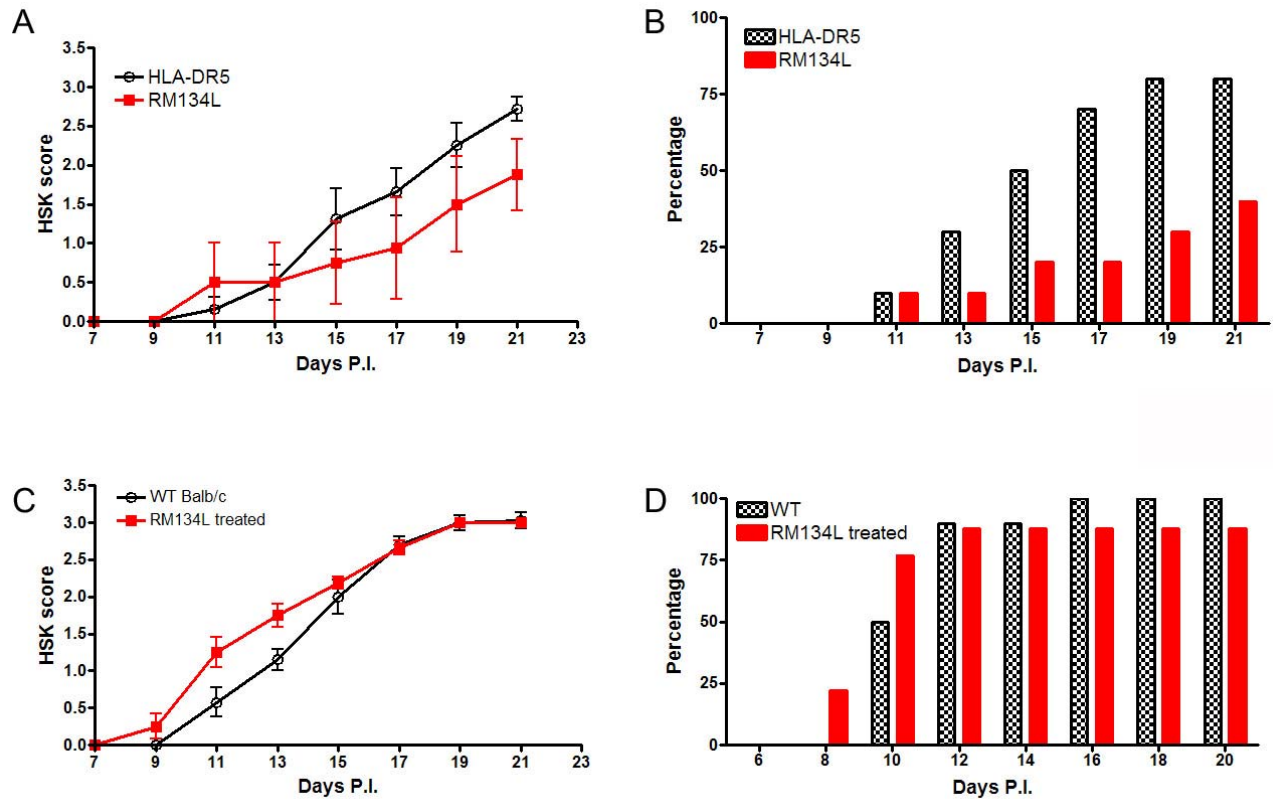 A
HSK score
3.5
3.0
2.5
2.0
1.5
1.0
0.5
0.0
HLA-DR5
RM134L
7 9 11 13 15 17 19 21 23
Days P.I.
B
Percentage
100
75
50
25
0
HLA-DR5
RM134L
7 9 11 13 15 17 19 21
Days P.I.
C
HSK score
3.5
3.0
2.5
2.0
1.5
1.0
0.5
0.0
WT Balb/c
RM134L treated
7 9 11 13 15 17 19 21 23
Days P.I.
D
Percentage
100
75
50
25
0
WT
RM134L treated
6 8 10 12 14 16 18 20
Days P.I.